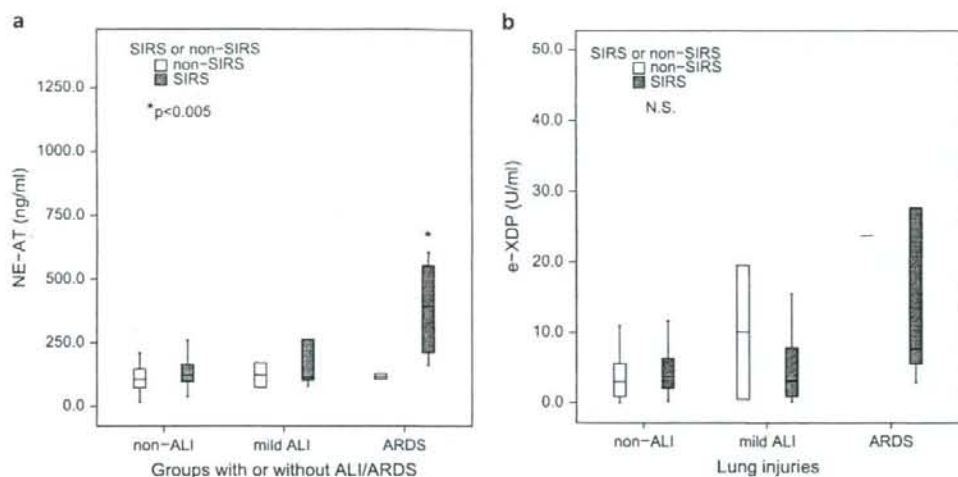 a
SIRS or non-SIRS
non-SIRS
SIRS
*p<0.005
NE-AT (ng/ml)
1250.0
1000.0
750.0
500.0
250.0
0.0
*
non-ALI
mild ALI
ARDS
Groups with or without ALI/ARDS
b
SIRS or non-SIRS
non-SIRS
SIRS
N.S.
e-XDP (U/ml)
50.0
40.0
30.0
20.0
10.0
0.0
non-ALI
mild ALI
ARDS
Lung injuries